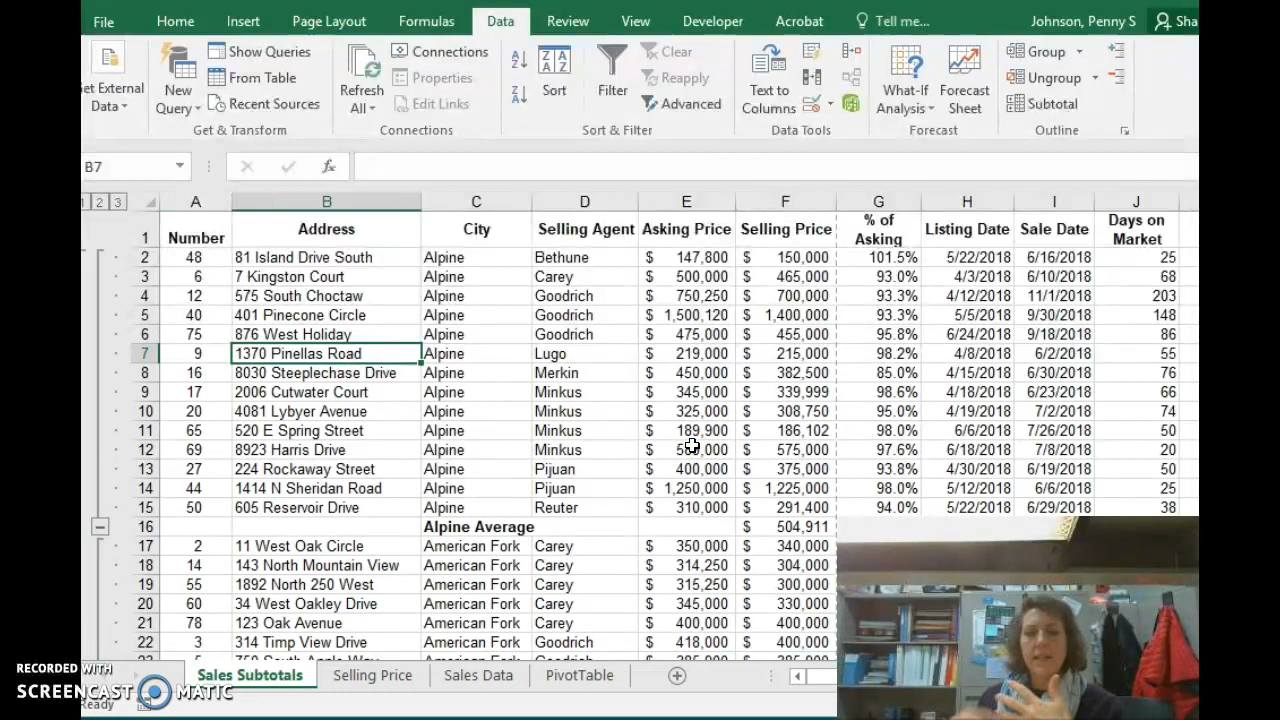 File Home Insert Page Layout Formulas Data Review View Developer Acrobat Tell me... Johnson, Penny S Sha
Get External Data
New Query
Show Queries
From Table
Recent Sources
Get & Transform
Refresh All
Connections
Properties
Edit Links
Connections
Sort
Filter
Clear
Reapply
Advanced
Sort & Filter
Text to Columns
Data Tools
What-If Analysis
Forecast Sheet
Forecast
Group
Ungroup
Subtotal
Outline
B7 fx
1 2 3 A B C D E F G H I J
1 Number Address City Selling Agent Asking Price Selling Price % of Asking Listing Date Sale Date Days on Market
2 48 81 Island Drive South Alpine Bethune $ 147,800 $ 150,000 101.5% 5/22/2018 6/16/2018 25
3 6 7 Kingston Court Alpine Carey $ 500,000 $ 465,000 93.0% 4/3/2018 6/10/2018 68
4 12 575 South Choctaw Alpine Goodrich $ 750,250 $ 700,000 93.3% 4/12/2018 11/1/2018 203
5 40 401 Pinecone Circle Alpine Goodrich $ 1,500,120 $ 1,400,000 93.3% 5/5/2018 9/30/2018 148
6 75 876 West Holiday Alpine Goodrich $ 475,000 $ 455,000 95.8% 6/24/2018 9/18/2018 86
7 9 1370 Pinellas Road Alpine Lugo $ 219,000 $ 215,000 98.2% 4/8/2018 6/2/2018 55
8 16 8030 Steeplechase Drive Alpine Merkin $ 450,000 $ 382,500 85.0% 4/15/2018 6/30/2018 76
9 17 2006 Cutwater Court Alpine Minkus $ 345,000 $ 339,999 98.6% 4/18/2018 6/23/2018 66
10 20 4081 Lybyer Avenue Alpine Minkus $ 325,000 $ 308,750 95.0% 4/19/2018 7/2/2018 74
11 65 520 E Spring Street Alpine Minkus $ 189,900 $ 186,102 98.0% 6/6/2018 7/26/2018 50
12 69 8923 Harris Drive Alpine Minkus $ $ 575,000 97.6% 6/18/2018 7/8/2018 20
13 27 224 Rockaway Street Alpine Pijuan $ 400,000 $ 375,000 93.8% 4/30/2018 6/19/2018 50
14 44 1414 N Sheridan Road Alpine Pijuan $ 1,250,000 $ 1,225,000 98.0% 5/12/2018 6/6/2018 25
15 50 605 Reservoir Drive Alpine Reuter $ 310,000 $ 291,400 94.0% 5/22/2018 6/29/2018 38
16 Alpine Average $ 504,911
17 2 11 West Oak Circle American Fork Carey $ 350,000 $ 340,000
18 14 143 North Mountain View American Fork Carey $ 314,250 $ 304,000
19 55 1892 North 250 West American Fork Carey $ 315,250 $ 300,000
20 60 34 West Oakley Drive American Fork Carey $ 345,000 $ 330,000
21 78 123 Oak Avenue American Fork Carey $ 400,000 $ 400,000
22 3 314 Timp View Drive American Fork Goodrich $ 418,000 $ 400,000
Sales Subtotals Selling Price Sales Data PivotTable
Ready
RECORDED WITH
SCREENCAST MATIC